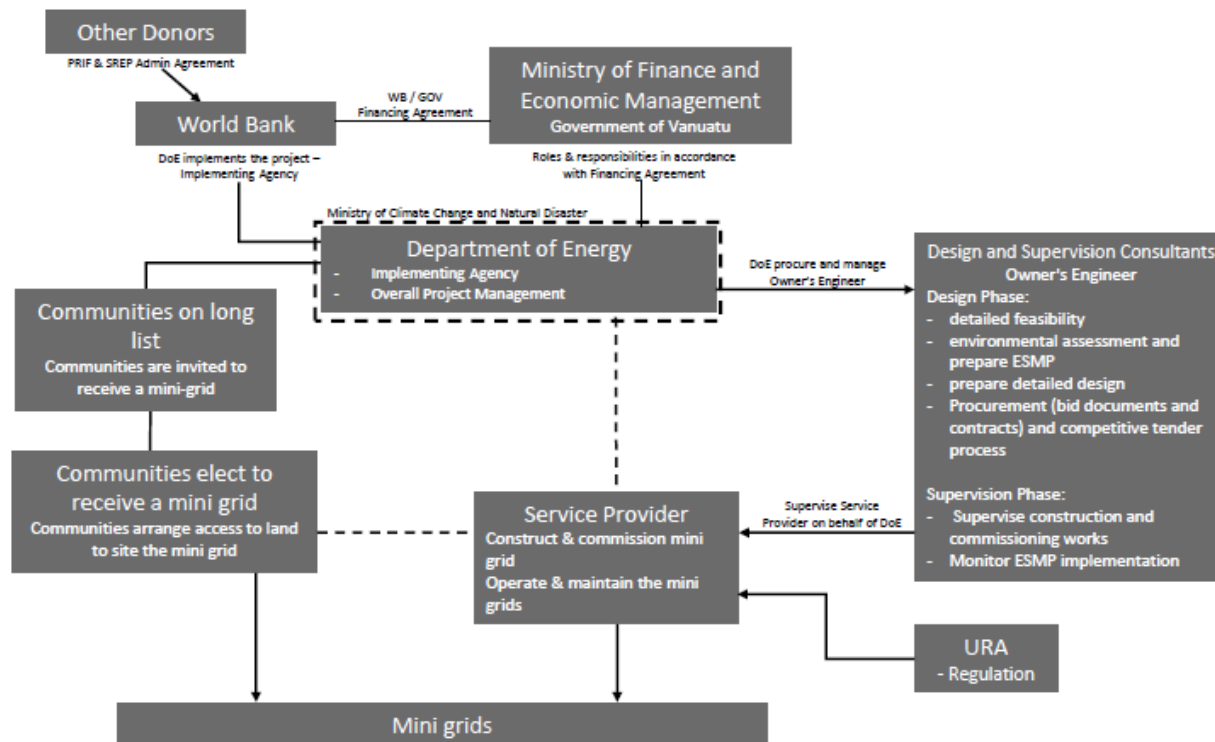 Other Donors
PRIF & SREP Admin Agreement
World Bank
WB / GOV
Financing Agreement
Ministry of Finance and
Economic Management
Government of Vanuatu
DoE implements the project –
Implementing Agency
Roles & responsibilities in accordance
with Financing Agreement
Ministry of Climate Change and Natural Disaster
Department of Energy
- Implementing Agency
- Overall Project Management
DoE procure and manage
Owner's Engineer
Design and Supervision Consultants
Owner's Engineer
Design Phase:
- detailed feasibility
- environmental assessment and
prepare ESMP
- prepare detailed design
- Procurement (bid documents and
contracts) and competitive tender
process
Supervision Phase:
- Supervise construction and
commissioning works
- Monitor ESMP implementation
Communities on long
list
Communities are invited to
receive a mini-grid
Communities elect to
receive a mini grid
Communities arrange access to land
to site the mini grid
Service Provider
Construct & commission mini
grid
Operate & maintain the mini
grids
Supervise Service
Provider on behalf of DoE
URA
- Regulation
Mini grids